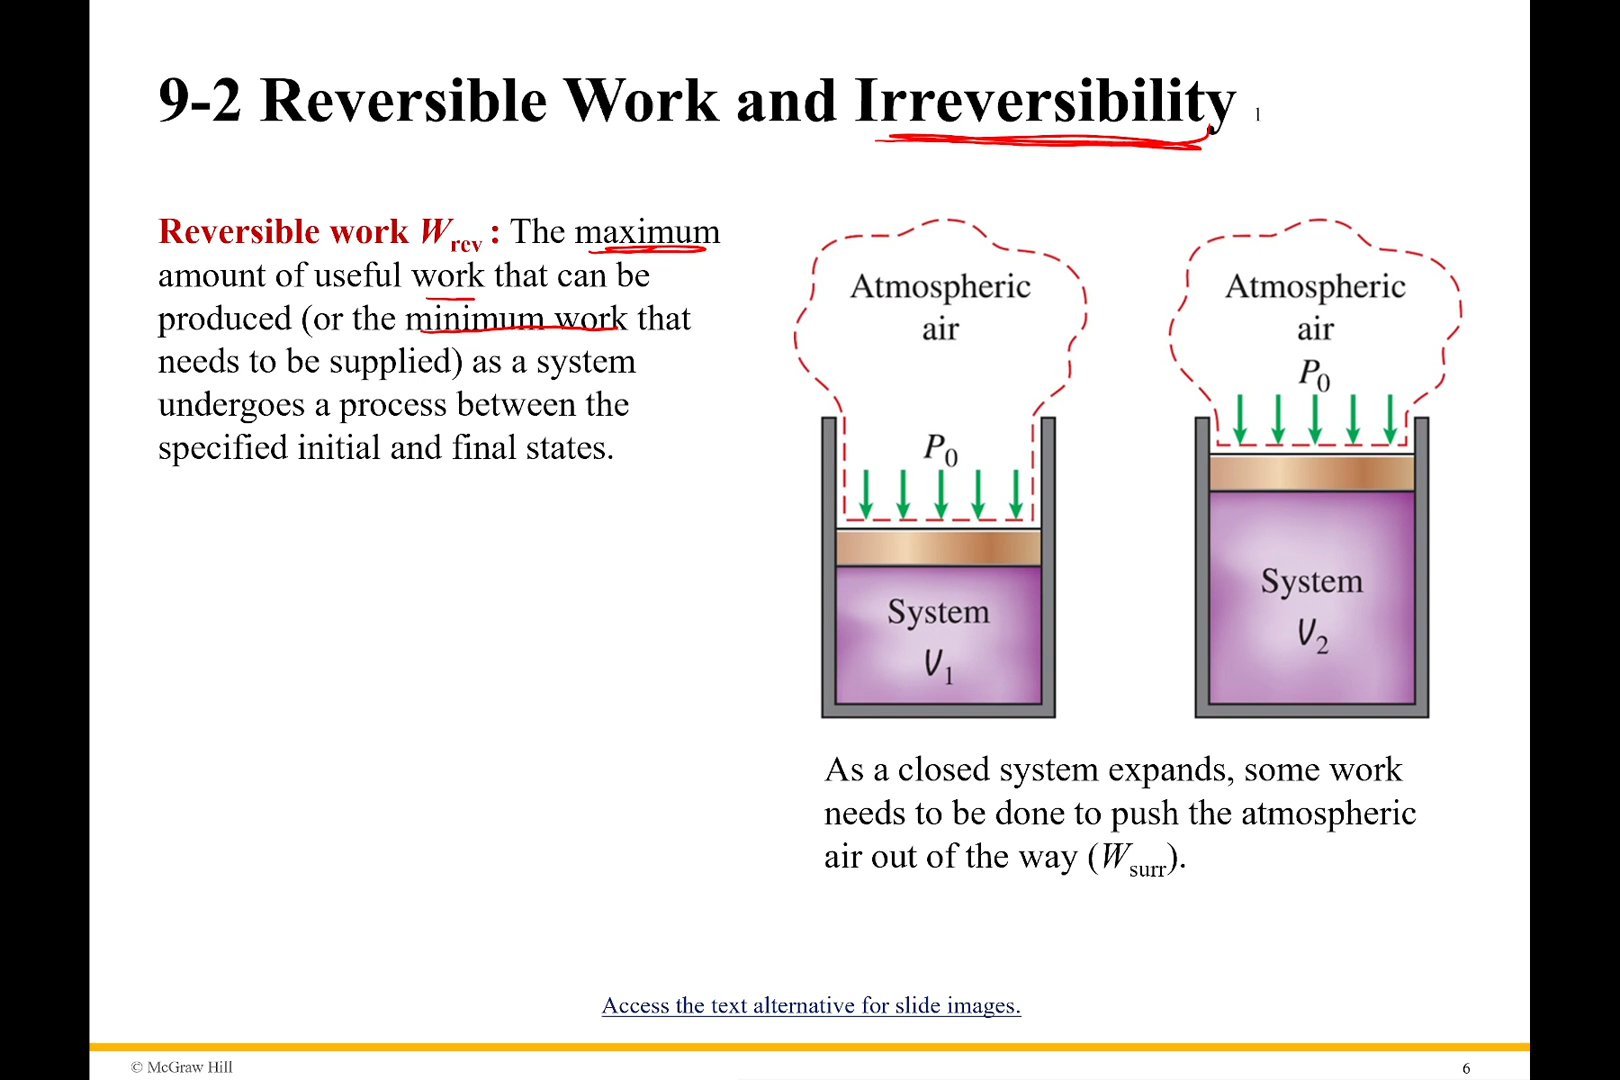 9-2 Reversible Work and Irreversibility 1
Reversible work Wrev : The maximum
amount of useful work that can be
produced (or the minimum work that
needs to be supplied) as a system
undergoes a process between the
specified initial and final states.
Atmospheric
air
P0
System
V1
Atmospheric
air
P0
System
V2
As a closed system expands, some work
needs to be done to push the atmospheric
air out of the way (Wsurr).
Access the text alternative for slide images.
© McGraw Hill
6